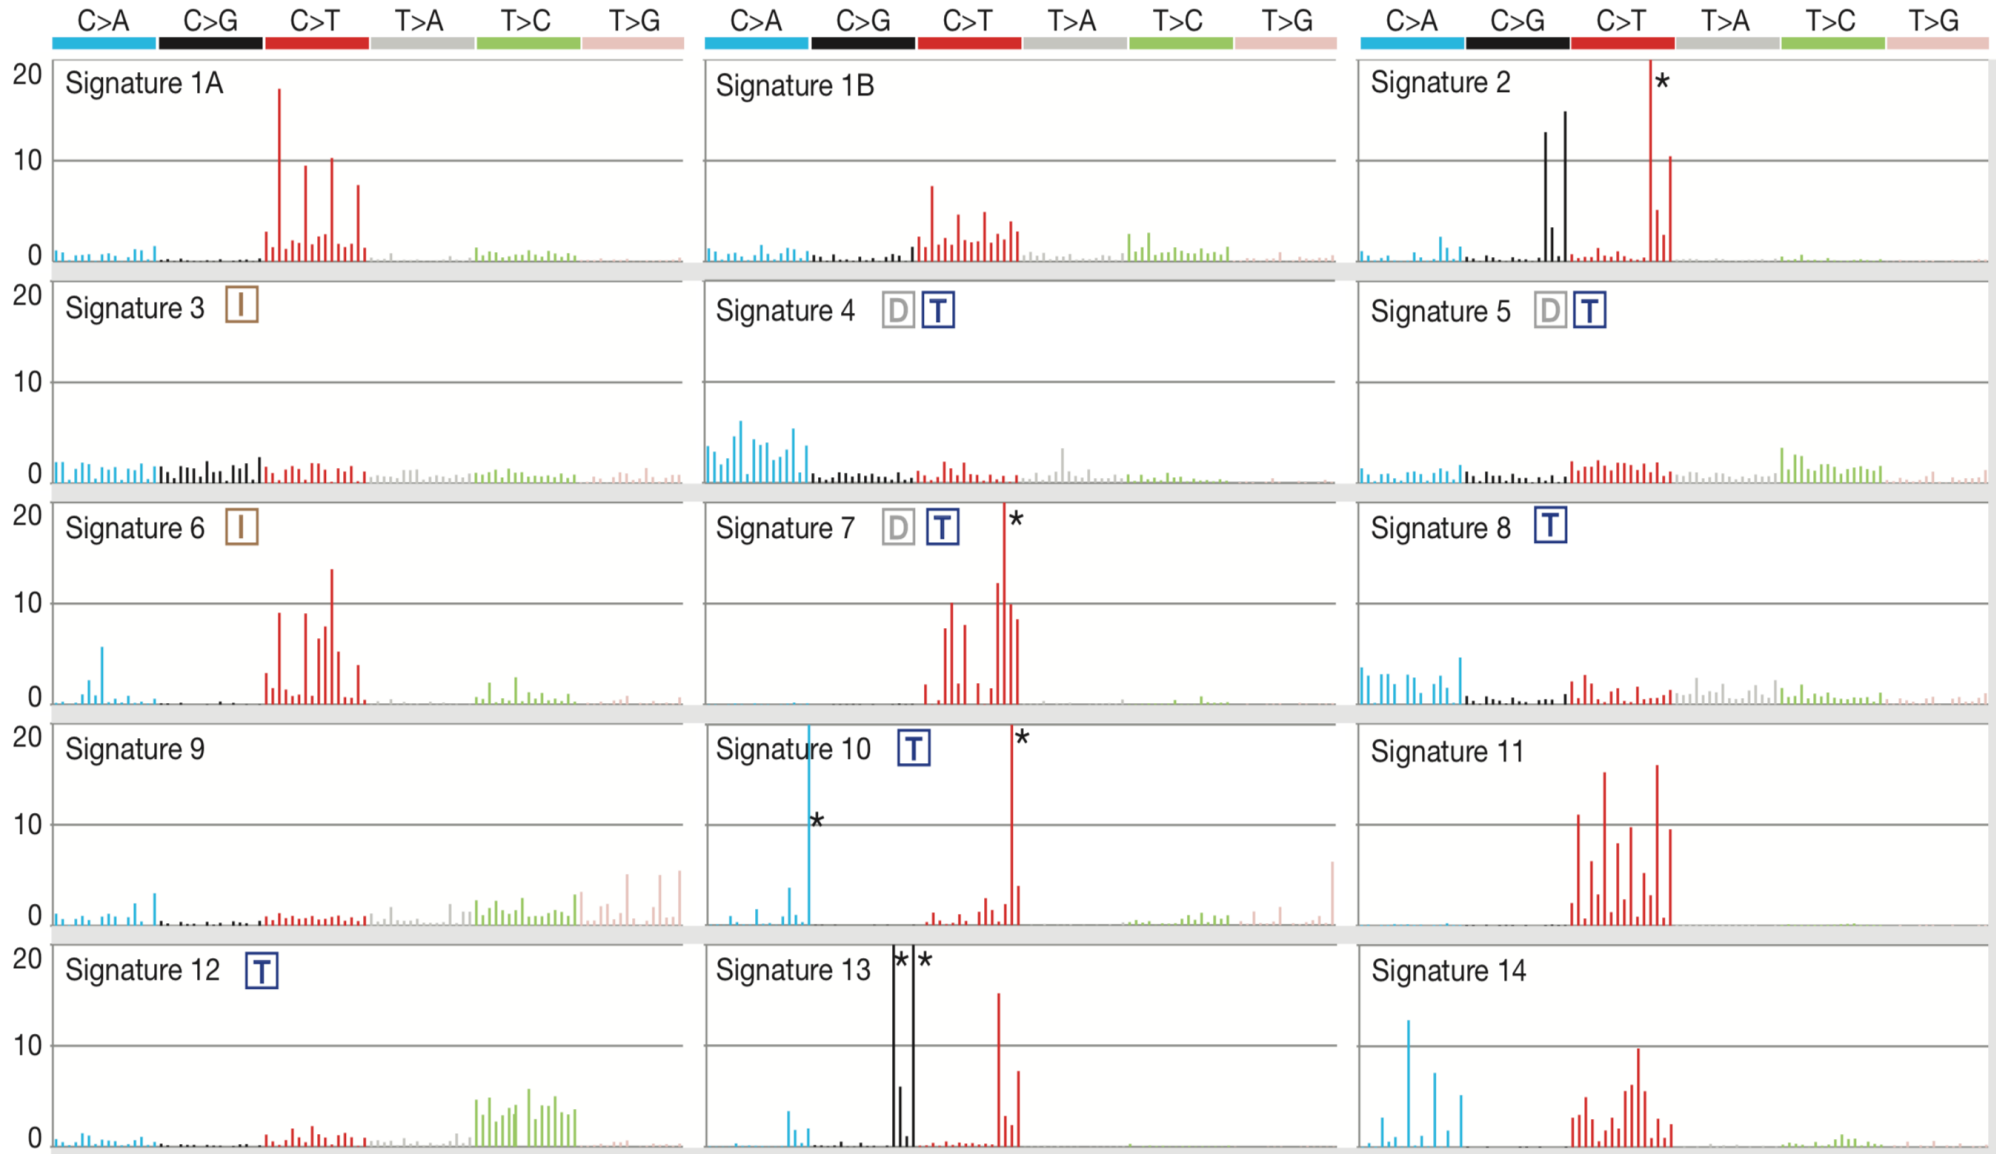 C>A C>G C>T T>A T>C T>G C>A C>G C>T T>A T>C T>G C>A C>G C>T T>A T>C T>G
20 Signature 1A Signature 1B Signature 2 *
10
0
20 Signature 3 I Signature 4 D T Signature 5 D T
10
0
20 Signature 6 I Signature 7 D T * Signature 8 T
10
0
20 Signature 9 Signature 10 T * Signature 11
10 *
0
20 Signature 12 T Signature 13 * * Signature 14
10
0